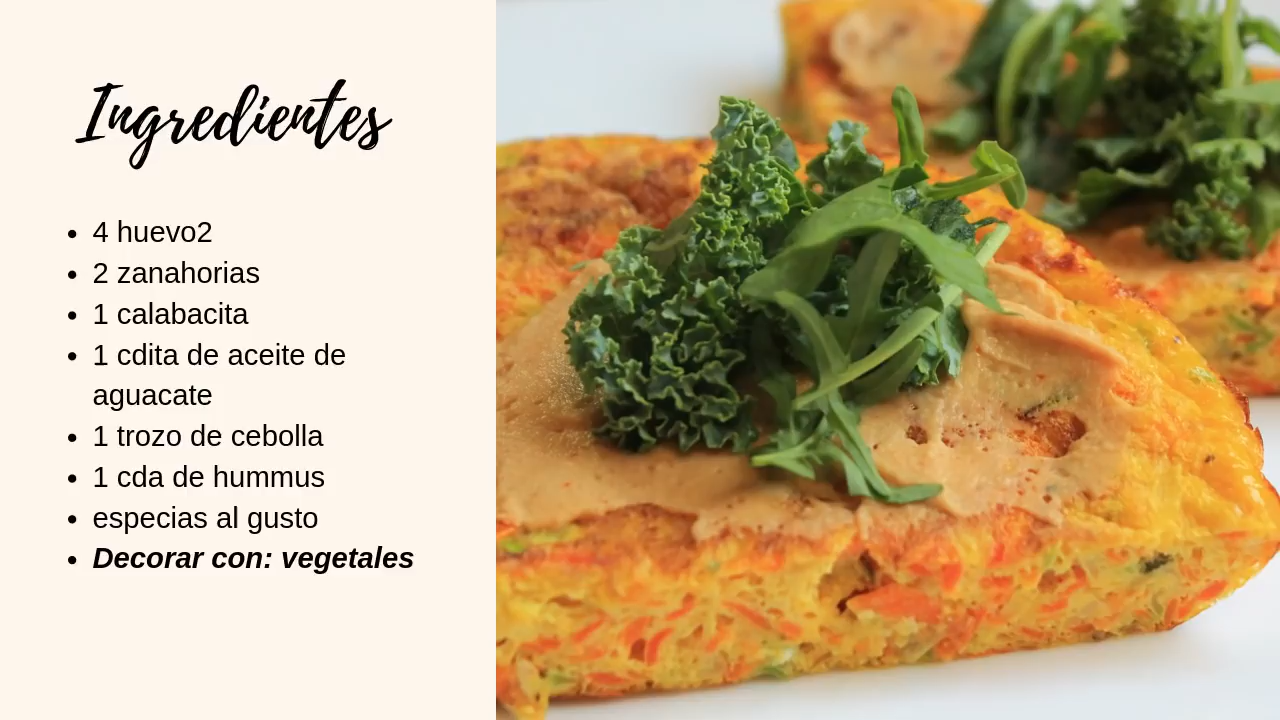 Ingredientes
• 4 huevo2
• 2 zanahorias
• 1 calabacita
• 1 cdita de aceite de
aguacate
• 1 trozo de cebolla
• 1 cda de hummus
• especias al gusto
• Decorar con: vegetales